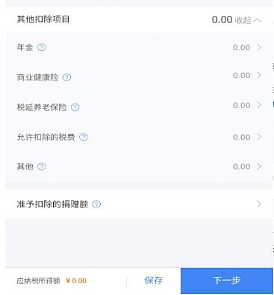 其他扣除项目 0.00 收起
年金 0.00
商业健康险 0.00
税延养老保险 0.00
允许扣除的税费 0.00
其他 0.00
准予扣除的捐赠额
应纳税所得额 ¥0.00 保存 下一步